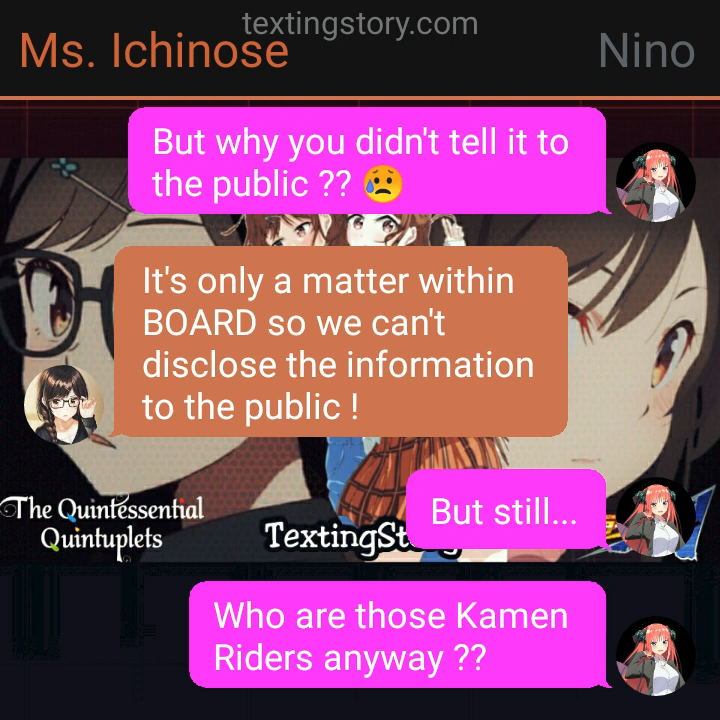 textingstory.com
Ms. Ichinose
Nino
But why you didn't tell it to
the public ?? 😥
It's only a matter within
BOARD so we can't
disclose the information
to the public !
The Quintessential
Quintuplets
TextingSt
But still...
Who are those Kamen
Riders anyway ??